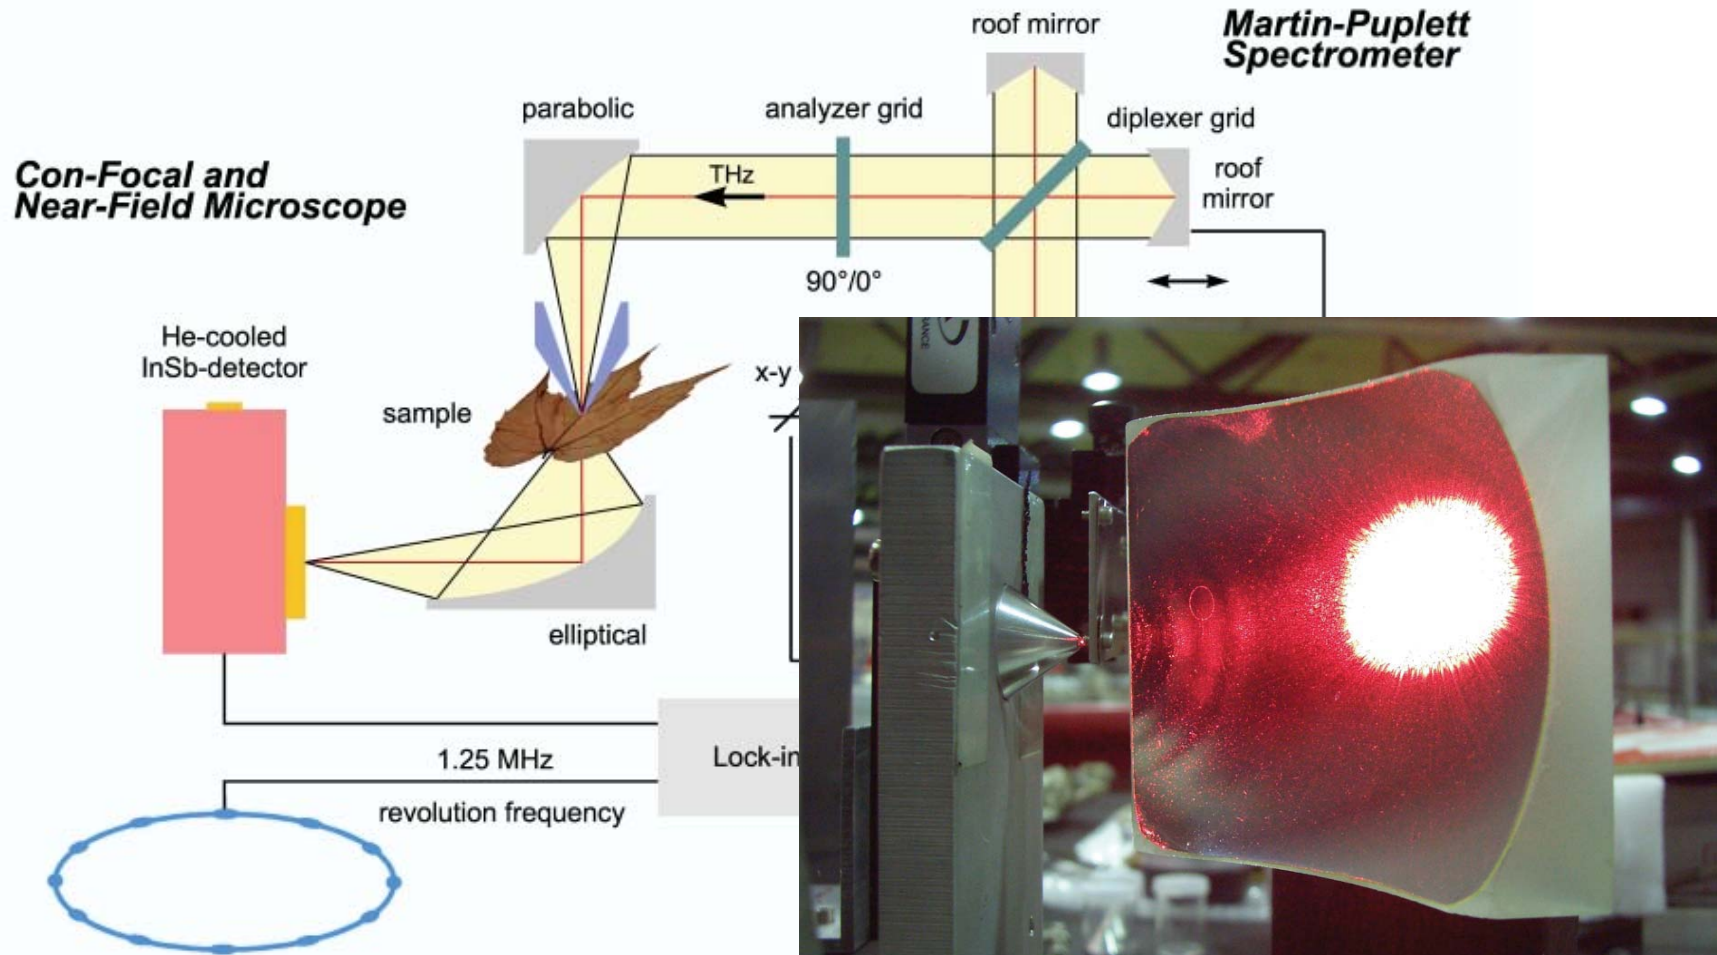 roof mirror
Martin-Puplett
Spectrometer
parabolic
analyzer grid
diplexer grid
Con-Focal and
Near-Field Microscope
THz
roof
mirror
90°/0°
He-cooled
InSb-detector
x-y
sample
elliptical
Lock-in
1.25 MHz
revolution frequency